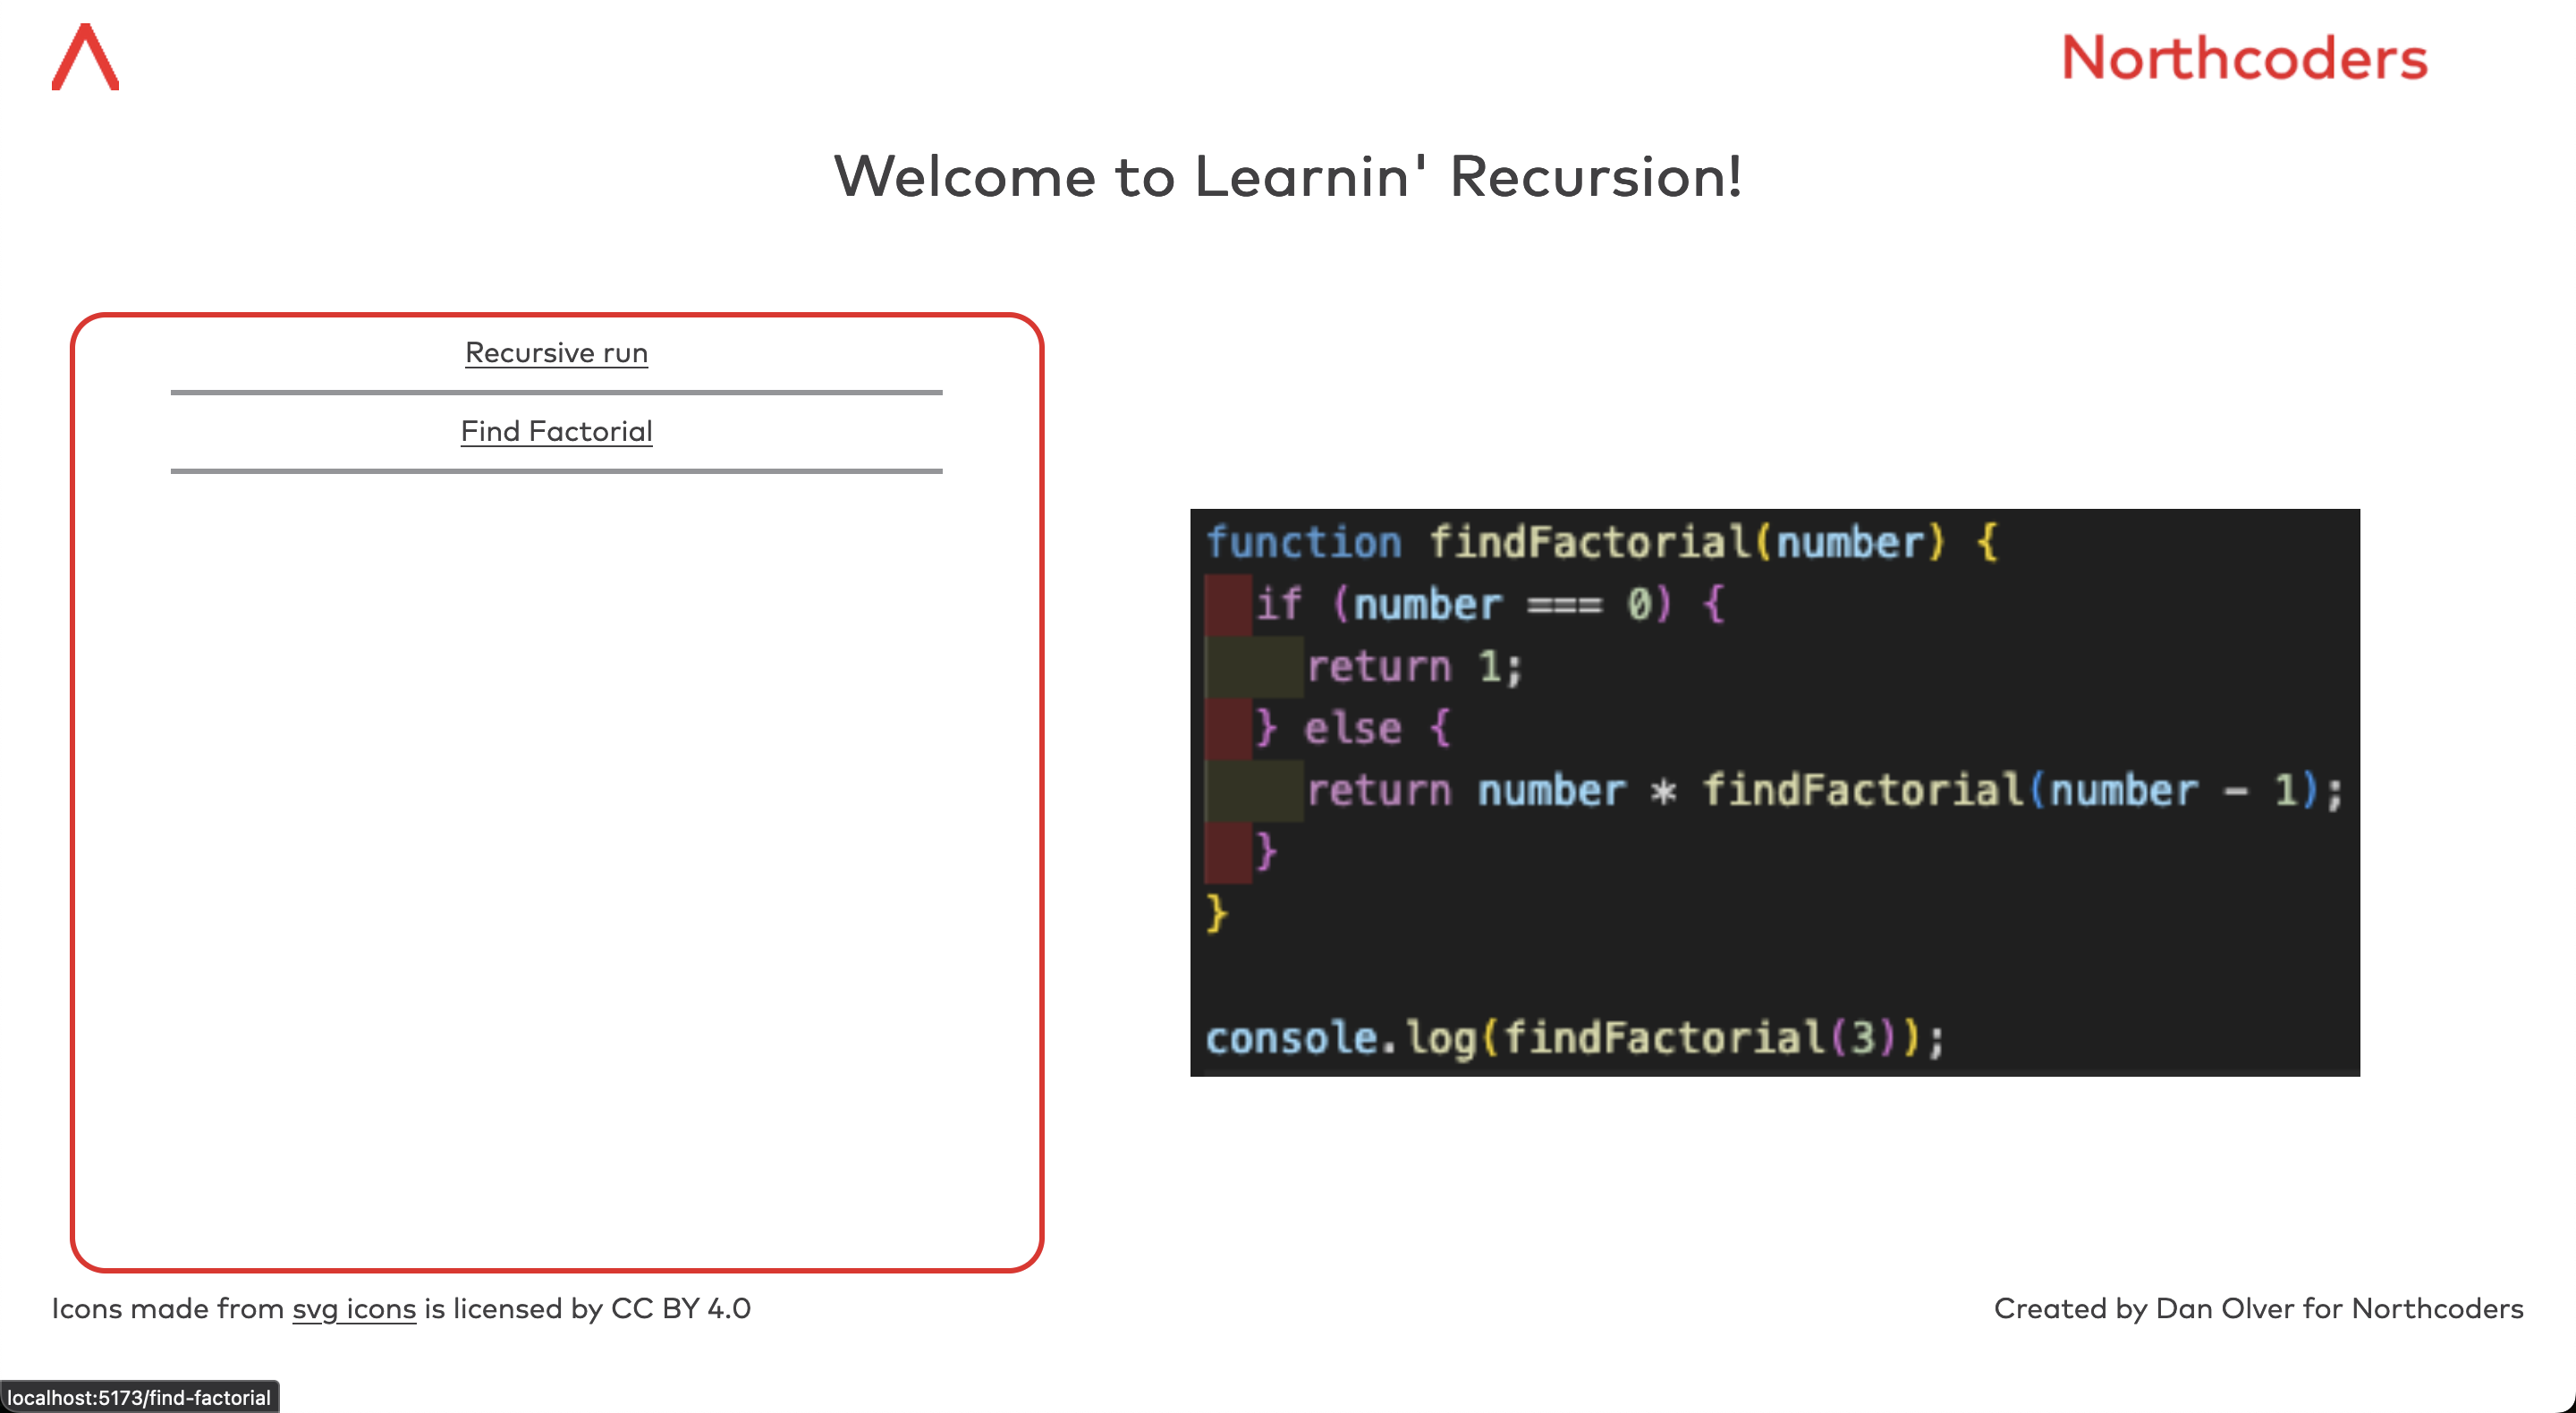 Northcoders
Welcome to Learnin' Recursion!
Recursive run
Find Factorial
function findFactorial(number) {
  if (number === 0) {
    return 1;
  } else {
    return number * findFactorial(number - 1);
  }
}
console.log(findFactorial(3));
Icons made from svg icons is licensed by CC BY 4.0
Created by Dan Olver for Northcoders
localhost:5173/find-factorial